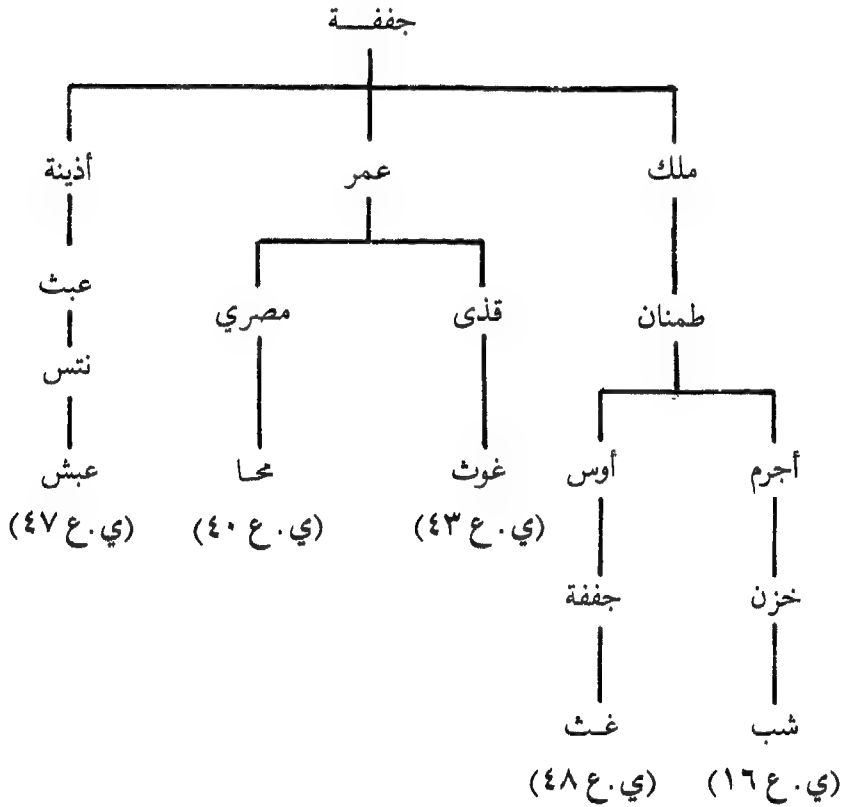 جففة
ملك عمر أذينة
عبث
طمنان قذى مصري
نتس
أجرم أوس غوث محا عبش
(ي.ع ٤٣) (ي.ع ٤٠) (ي.ع ٤٧)
خزن جففة
شب غث
(ي.ع ١٦) (ي.ع ٤٨)